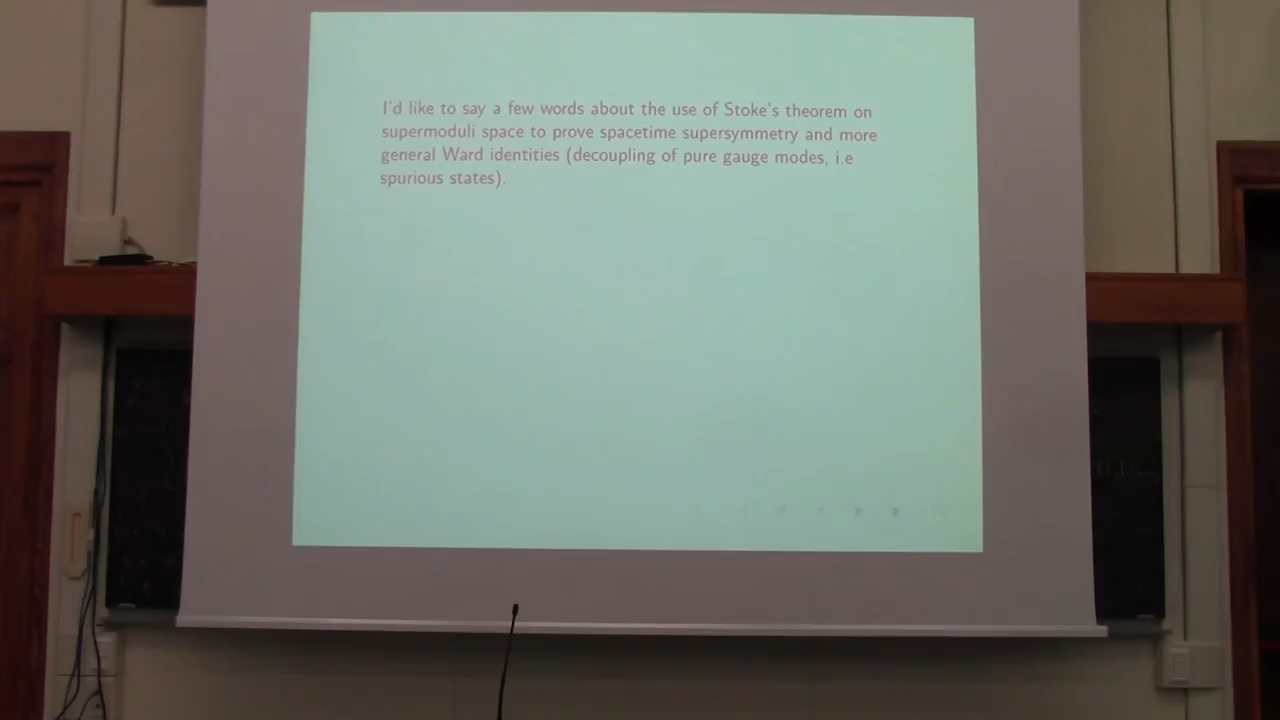 I'd like to say a few words about the use of Stoke's theorem on
supermoduli space to prove spacetime supersymmetry and more
general Ward identities (decoupling of pure gauge modes, i.e
spurious states).